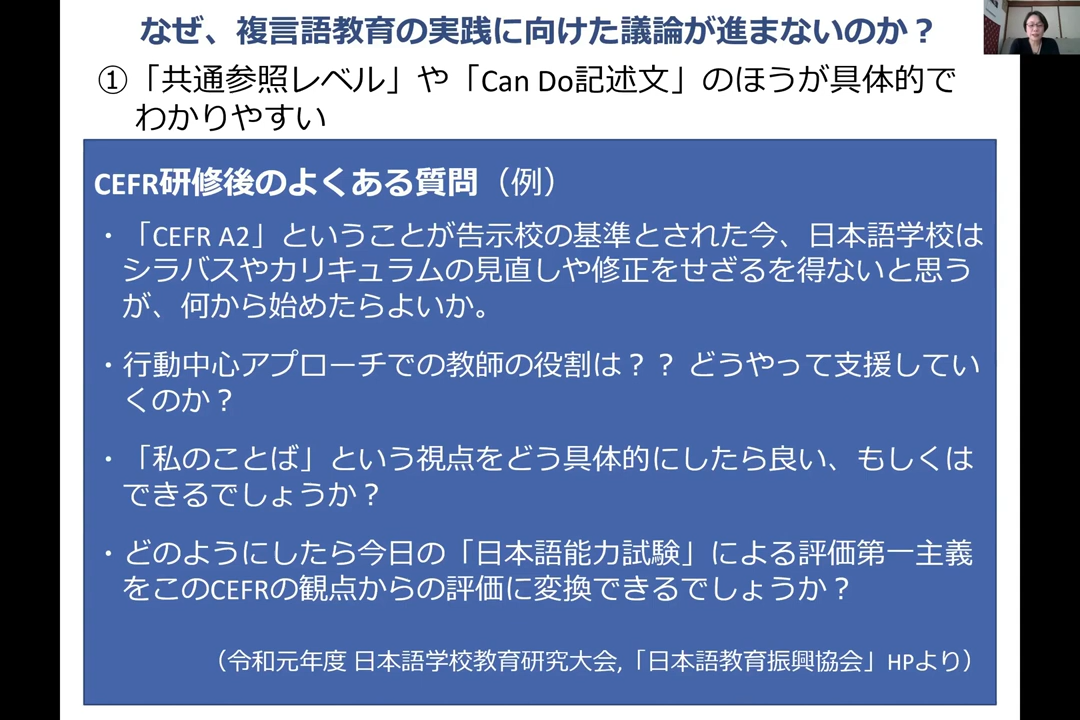 なぜ、複言語教育の実践に向けた議論が進まないのか？
①「共通参照レベル」や「Can Do記述文」のほうが具体的で
わかりやすい
CEFR研修後のよくある質問（例）
・「CEFR A2」ということが告示校の基準とされた今、日本語学校は
シラバスやカリキュラムの見直しや修正をせざるを得ないと思う
が、何から始めたらよいか。
・行動中心アプローチでの教師の役割は？？ どうやって支援してい
くのか？
・「私のことば」という視点をどう具体的にしたら良い、もしくは
できるでしょうか？
・どのようにしたら今日の「日本語能力試験」による評価第一主義
をこのCEFRの観点からの評価に変換できるでしょうか？
（令和元年度 日本語学校教育研究大会,「日本語教育振興協会」HPより）